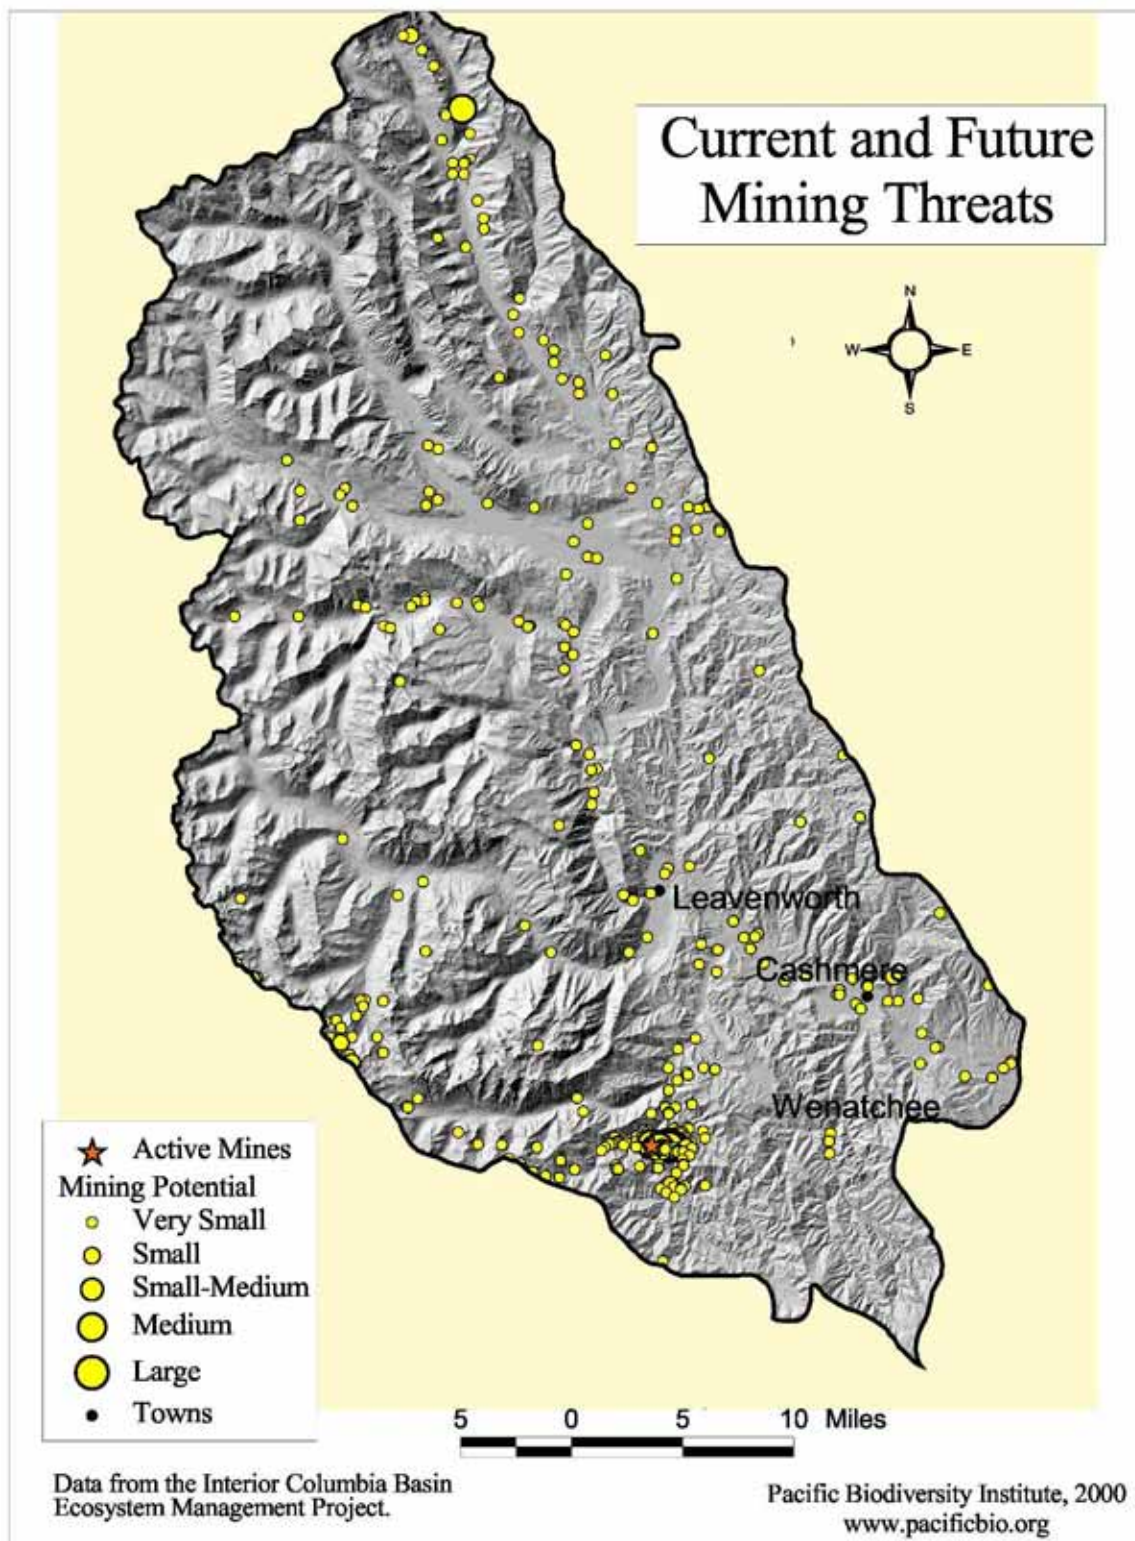 Current and Future
Mining Threats
N
W
E
S
Leavenworth
Cashmere
Wenatchee
Active Mines
Mining Potential
Very Small
Small
Small-Medium
Medium
Large
Towns
5 0 5 10 Miles
Data from the Interior Columbia Basin
Ecosystem Management Project.
Pacific Biodiversity Institute, 2000
www.pacificbio.org